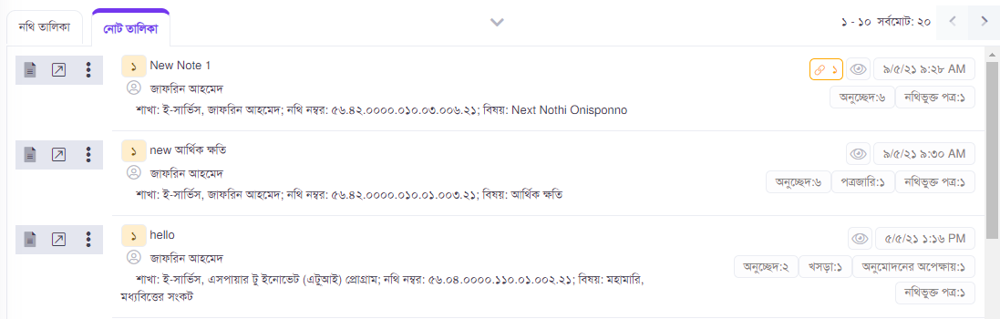 নথি তালিকা
নোট তালিকা
১ - ১০ সর্বমোট: ২০
১ New Note 1
১ ৯/৫/২১ ৯:২৮ AM
জাফরিন আহমেদ
অনুচ্ছেদ:৬ নথিভুক্ত পত্র:১
শাখা: ই-সার্ভিস, জাফরিন আহমেদ; নথি নম্বর: ৫৬.৪২.০০০০.০১০.০৩.০০৬.২১; বিষয়: Next Nothi Onisponno
১ new আর্থিক ক্ষতি
৯/৫/২১ ৯:৩০ AM
জাফরিন আহমেদ
অনুচ্ছেদ:৬ পত্রজারি:১ নথিভুক্ত পত্র:১
শাখা: ই-সার্ভিস, জাফরিন আহমেদ; নথি নম্বর: ৫৬.৪২.০০০০.০১০.০১.০০৩.২১; বিষয়: আর্থিক ক্ষতি
১ hello
৫/৫/২১ ১:১৬ PM
জাফরিন আহমেদ
অনুচ্ছেদ:২ খসড়া:১ অনুমোদনের অপেক্ষায়:১
শাখা: ই-সার্ভিস, এসপায়ার টু ইনোভেট (এটুআই) প্রোগ্রাম; নথি নম্বর: ৫৬.০৪.০০০০.১১০.০১.০০২.২১; বিষয়: মহামারি,
মধ্যবিত্তের সংকট
নথিভুক্ত পত্র:১